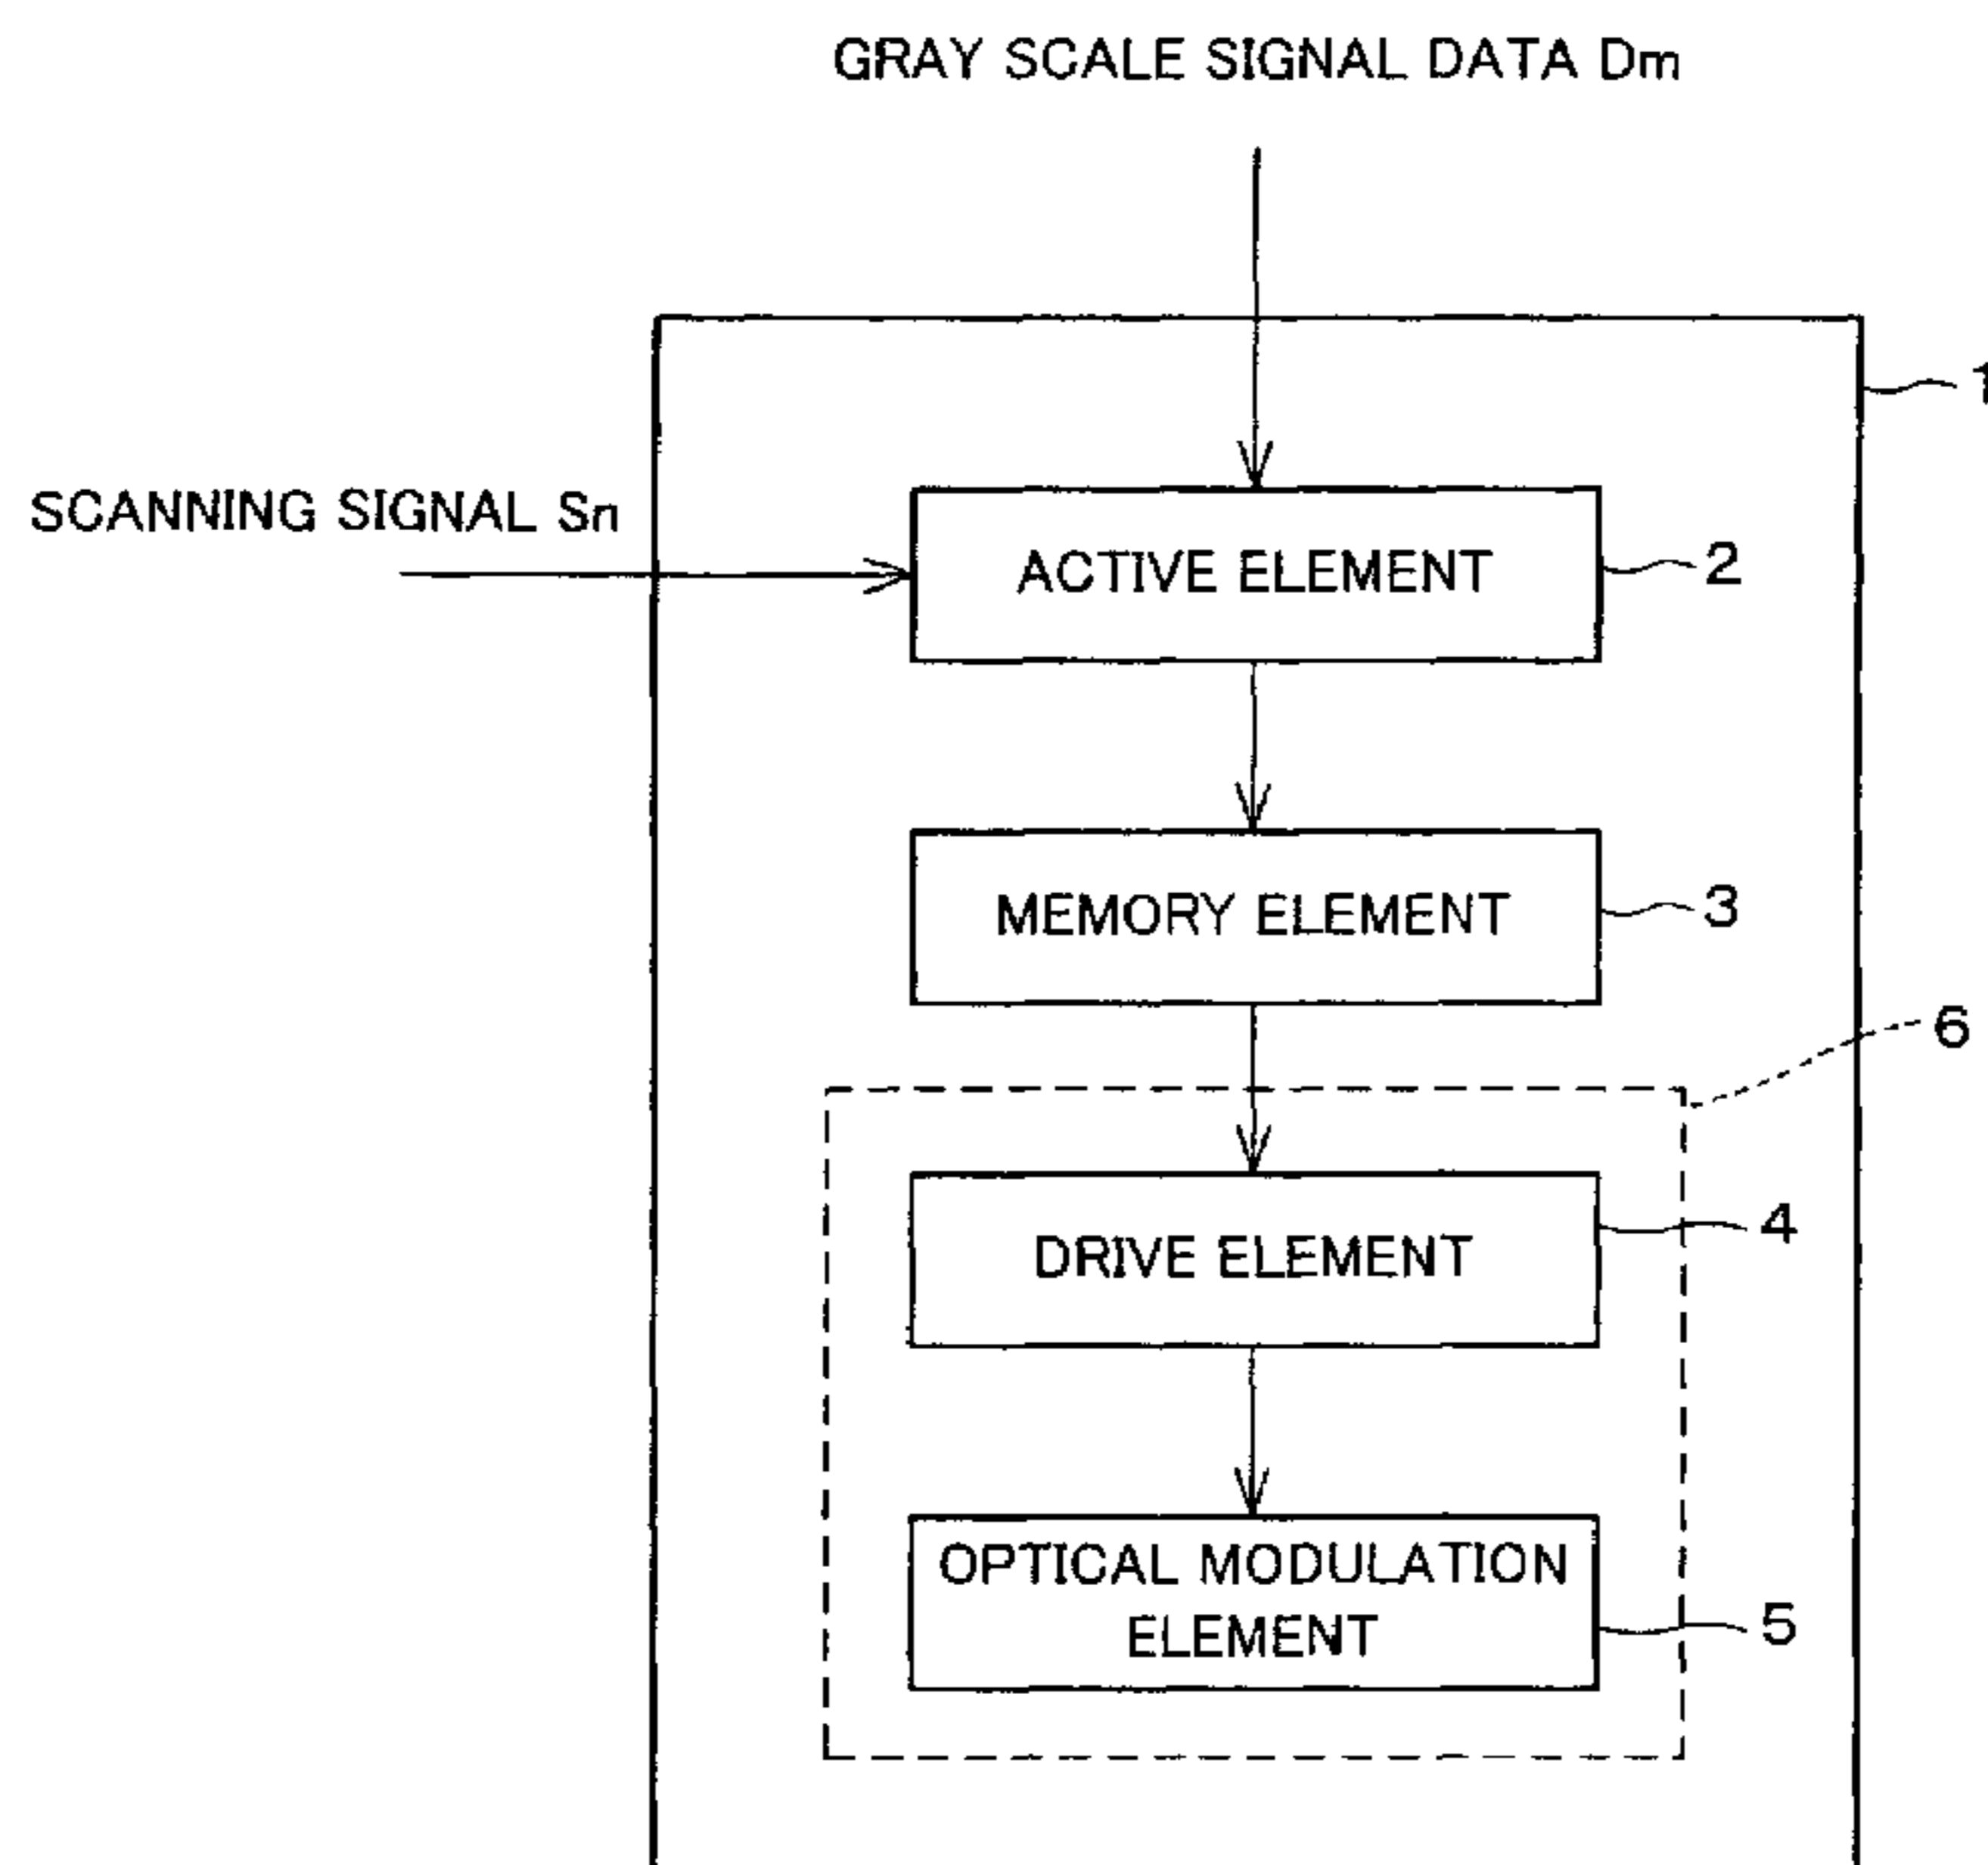 GRAY SCALE SIGNAL DATA Dm
1
SCANNING SIGNAL Sn
ACTIVE ELEMENT
2
MEMORY ELEMENT
3
6
DRIVE ELEMENT
4
OPTICAL MODULATION
ELEMENT
5